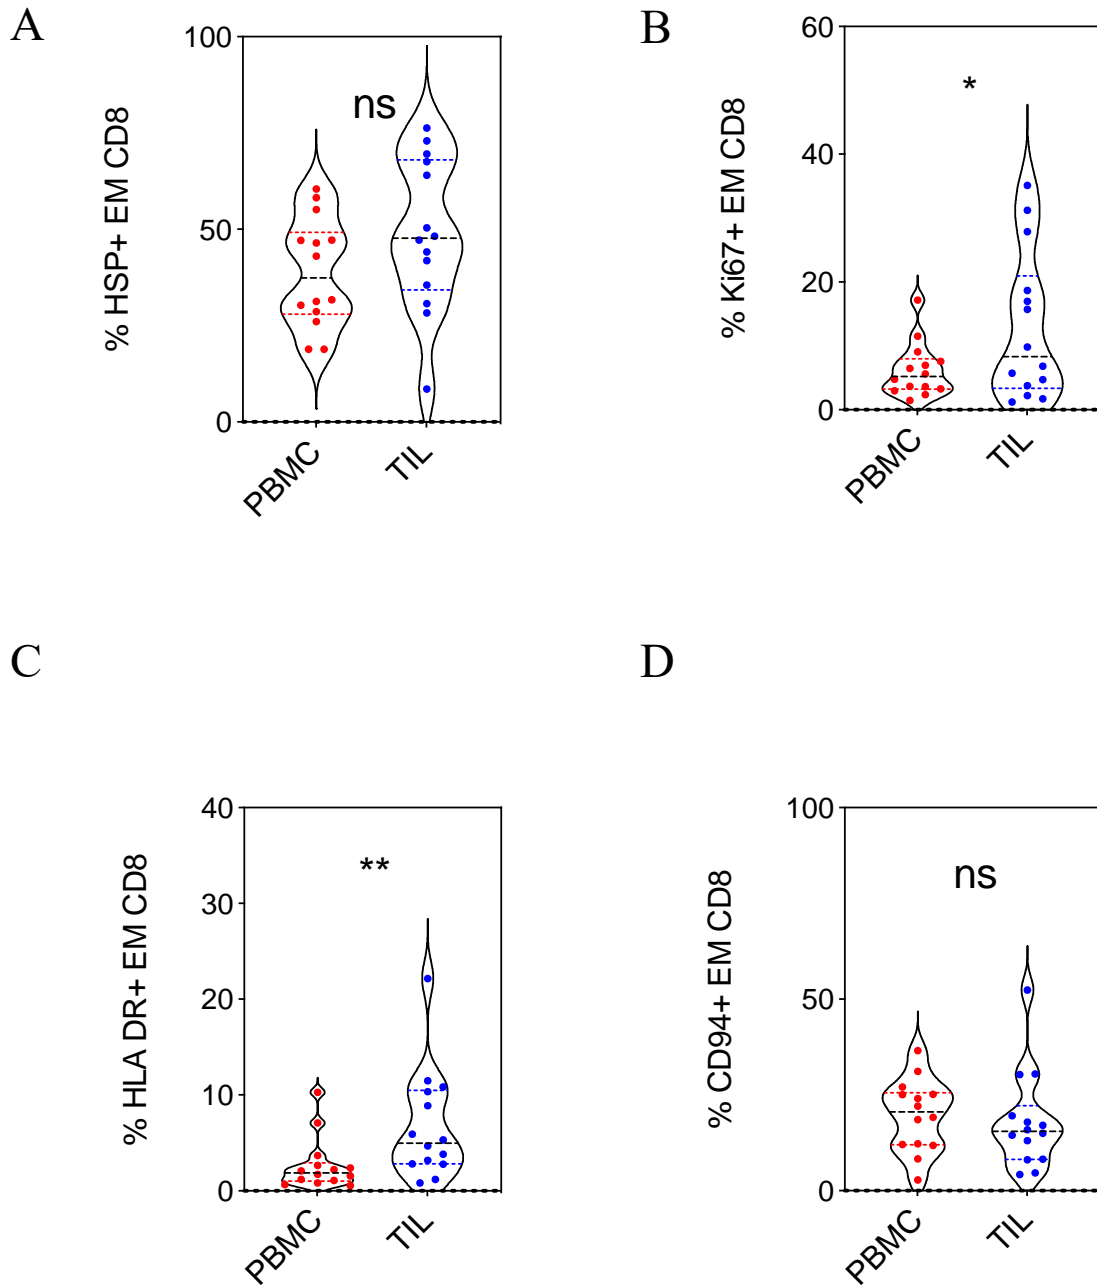 A
% HSP+ EM CD8
100
50
0
ns
PBMC
TIL
B
% Ki67+ EM CD8
60
40
20
0
*
PBMC
TIL
C
% HLA DR+ EM CD8
40
30
20
10
0
**
PBMC
TIL
D
% CD94+ EM CD8
100
50
0
ns
PBMC
TIL